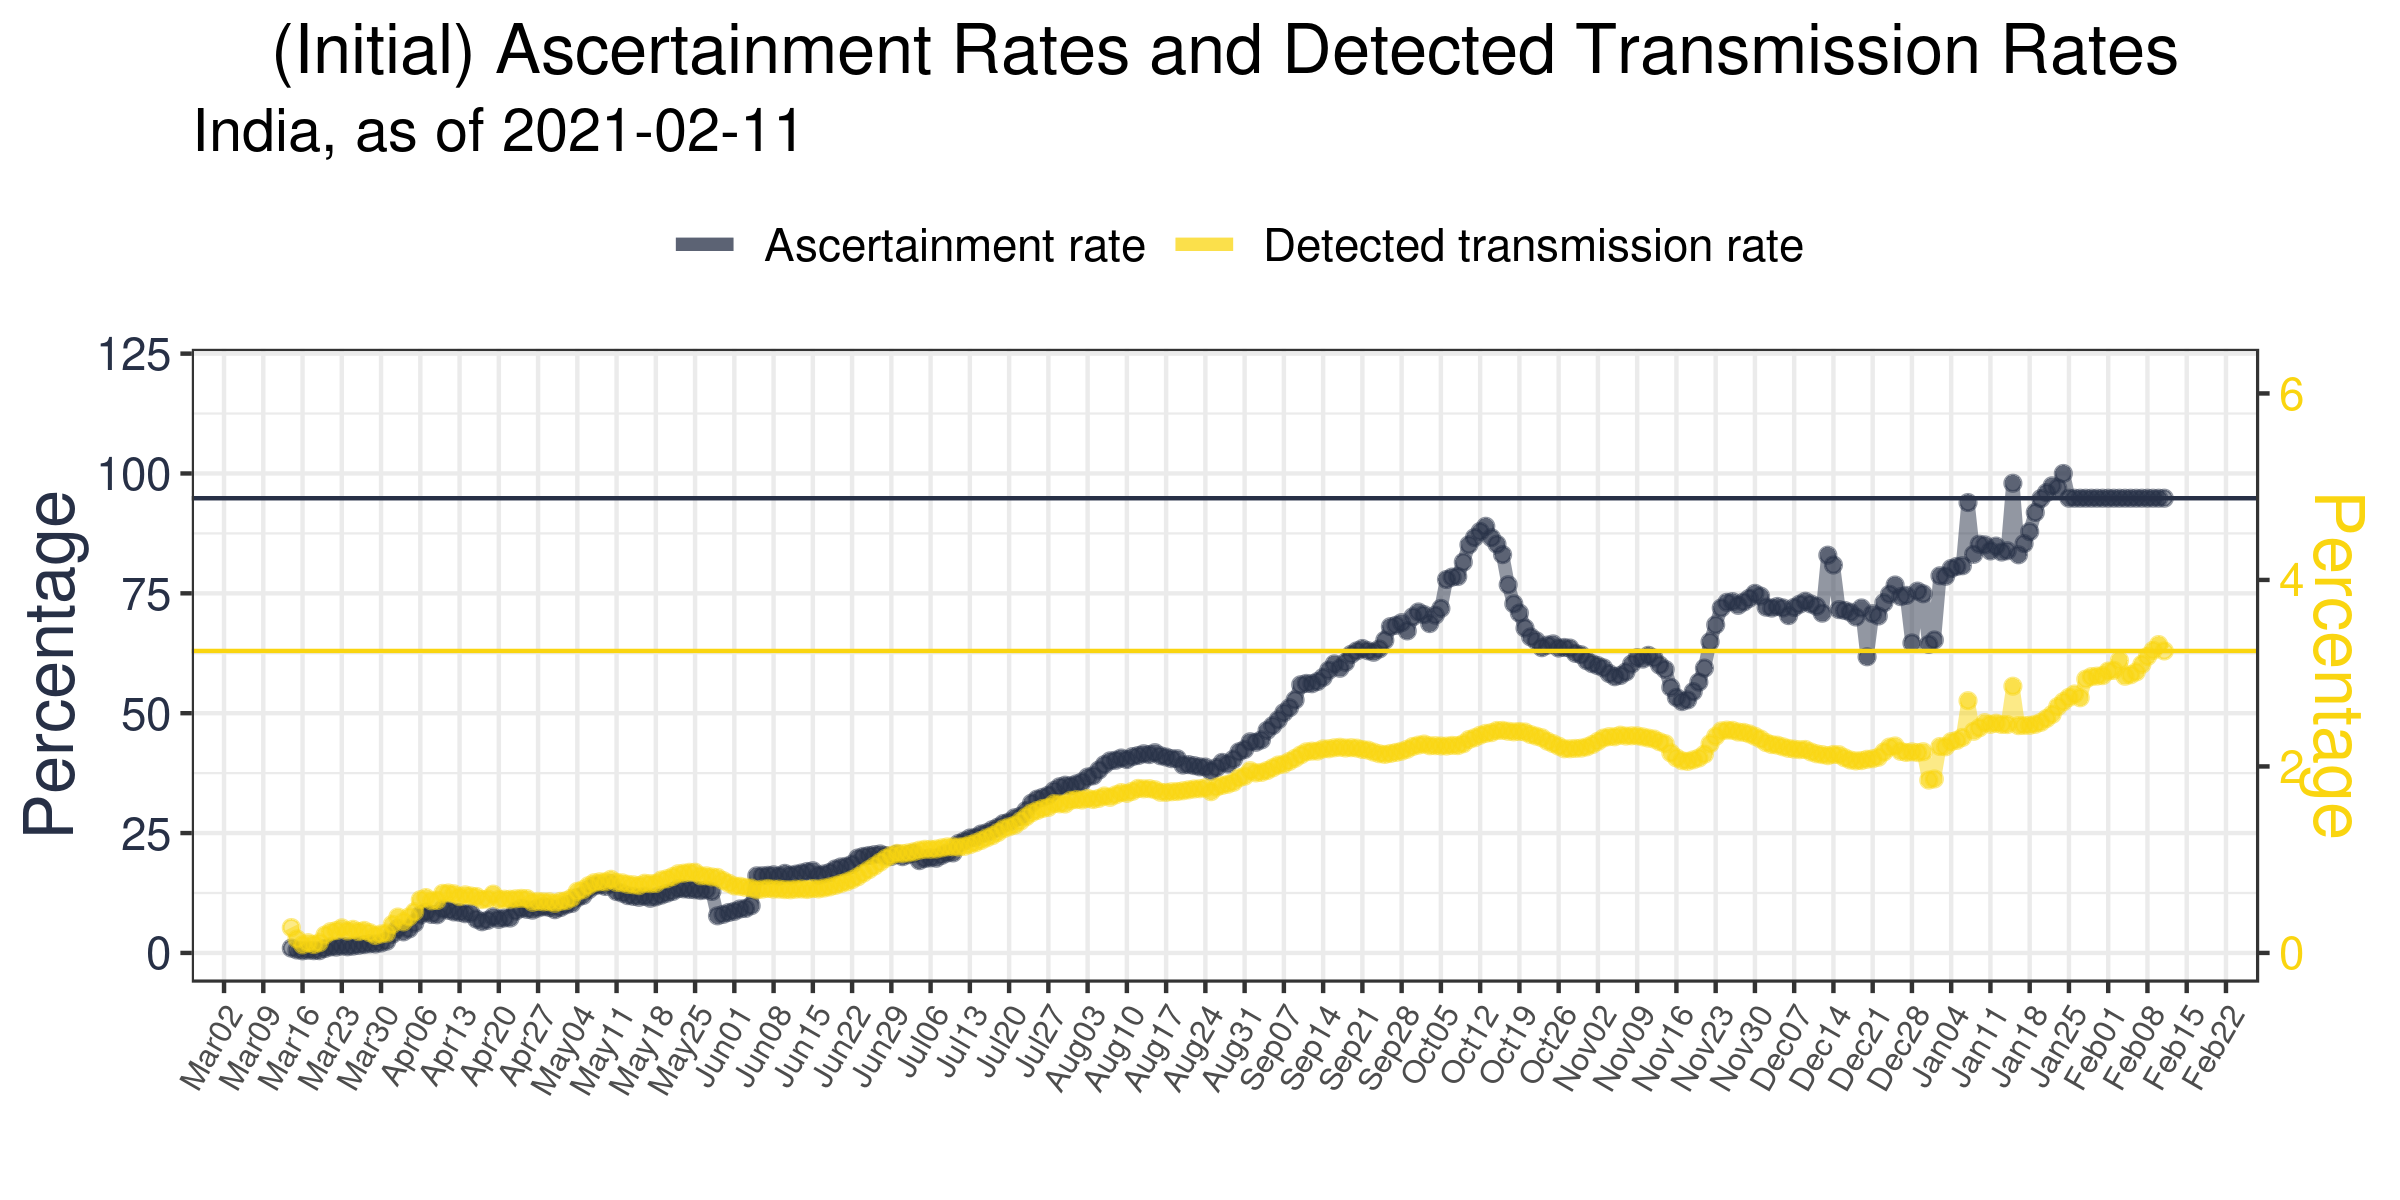 (Initial) Ascertainment Rates and Detected Transmission Rates
India, as of 2021-02-11
Ascertainment rate
Detected transmission rate
Percentage
125
100
75
50
25
0
6
4
2
0
Percentage
Mar02
Mar09
Mar16
Mar23
Mar30
Apr06
Apr13
Apr20
Apr27
May04
May11
May18
May25
Jun01
Jun08
Jun15
Jun22
Jun29
Jul06
Jul13
Jul20
Jul27
Aug03
Aug10
Aug17
Aug24
Aug31
Sep07
Sep14
Sep21
Sep28
Oct05
Oct12
Oct19
Oct26
Nov02
Nov09
Nov16
Nov23
Nov30
Dec07
Dec14
Dec21
Dec28
Jan04
Jan11
Jan18
Jan25
Feb01
Feb08
Feb15
Feb22